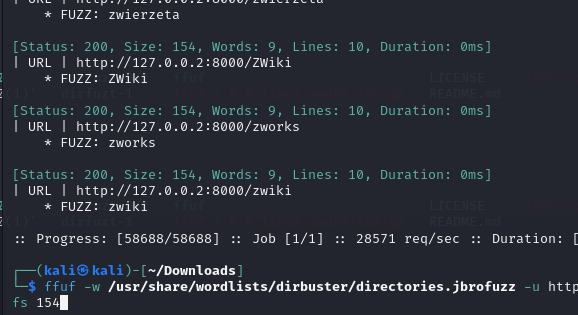 | URL | http://127.0.0.2:8000/zwierzeta
    * FUZZ: zwierzeta
[Status: 200, Size: 154, Words: 9, Lines: 10, Duration: 0ms]
| URL | http://127.0.0.2:8000/ZWiki
    * FUZZ: ZWiki
[Status: 200, Size: 154, Words: 9, Lines: 10, Duration: 0ms]
| URL | http://127.0.0.2:8000/zworks
    * FUZZ: zworks
[Status: 200, Size: 154, Words: 9, Lines: 10, Duration: 0ms]
| URL | http://127.0.0.2:8000/zwiki
    * FUZZ: zwiki
:: Progress: [58688/58688] :: Job [1/1] :: 28571 req/sec :: Duration: [
┌──(kali㉿kali)-[~/Downloads]
└─$ ffuf -w /usr/share/wordlists/dirbuster/directories.jbrofuzz -u http
fs 154